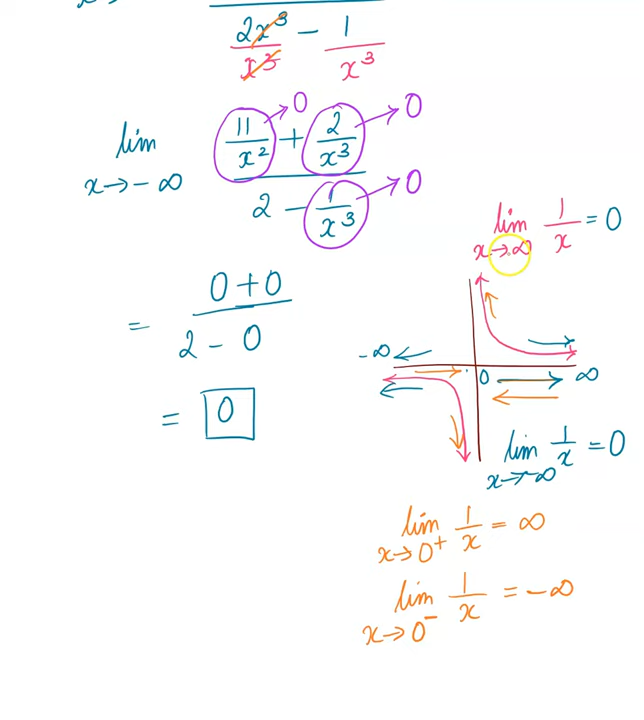 2x³/x³ − 1/x³
lim x→−∞ (11/x² + 2/x³)/(2 − 1/x³)
→0 →0
→0
= (0+0)/(2−0)
= 0
lim x→∞ 1/x = 0
−∞ 0 ∞
lim x→−∞ 1/x = 0
lim x→0⁺ 1/x = ∞
lim x→0⁻ 1/x = −∞